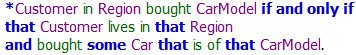 *Customer in Region bought CarModel if and only if
that Customer lives in that Region
and bought some Car that is of that CarModel.